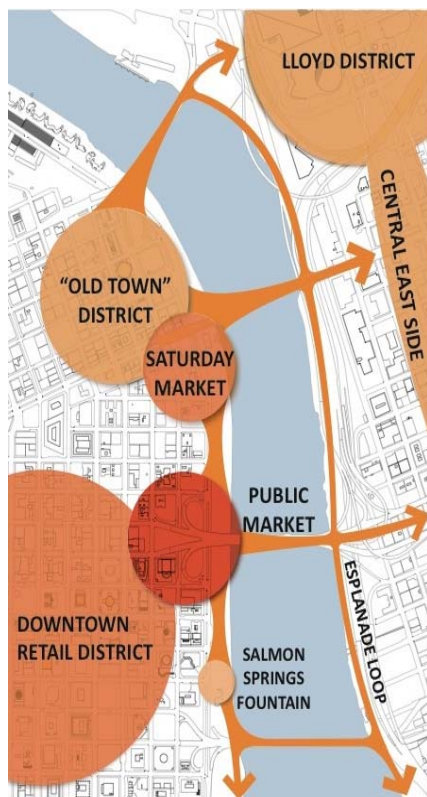 LLOYD DISTRICT
CENTRAL EAST SIDE
“OLD TOWN”
DISTRICT
SATURDAY
MARKET
PUBLIC
MARKET
ESPLANADE LOOP
DOWNTOWN
RETAIL DISTRICT
SALMON
SPRINGS
FOUNTAIN